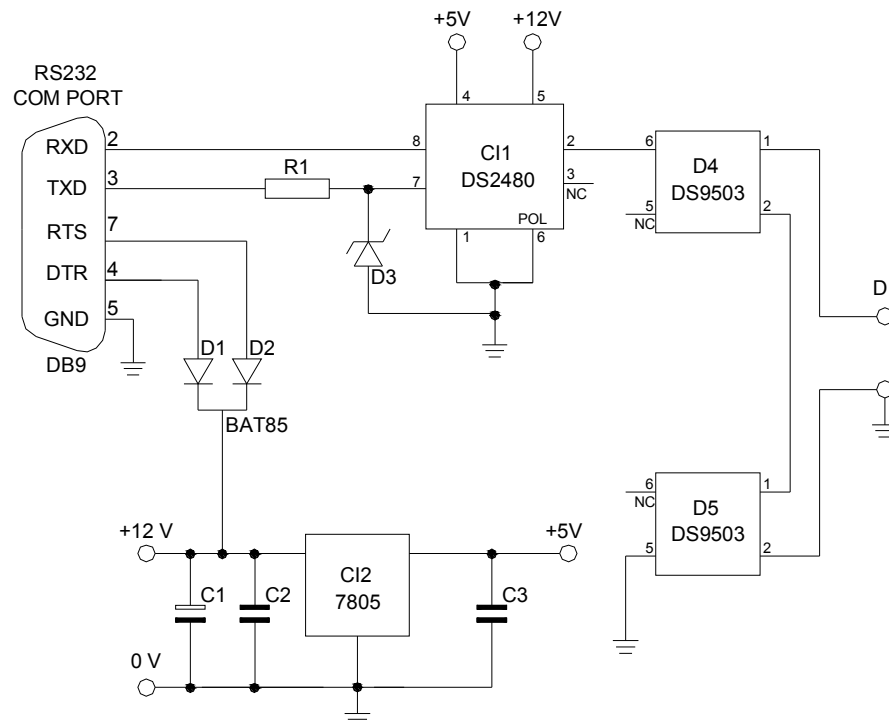 +5V
+12V
RS232
COM PORT
RXD 2
TXD 3
RTS 7
DTR 4
GND 5
DB9
R1
D3
4
5
8
7
CI1
DS2480
POL
1
6
2
3
NC
6
5
NC
D4
DS9503
1
2
D
D1
D2
BAT85
6
NC
5
D5
DS9503
1
2
+12 V
+5V
C1
C2
CI2
7805
C3
0 V